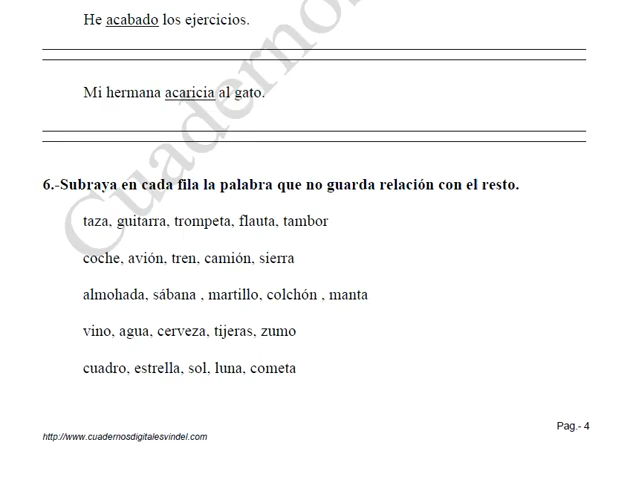 He acabado los ejercicios.
Mi hermana acaricia al gato.
6.-Subraya en cada fila la palabra que no guarda relación con el resto.
taza, guitarra, trompeta, flauta, tambor
coche, avión, tren, camión, sierra
almohada, sábana , martillo, colchón , manta
vino, agua, cerveza, tijeras, zumo
cuadro, estrella, sol, luna, cometa
Pag.- 4
http://www.cuadernosdigitalesvindel.com
Cuadernos